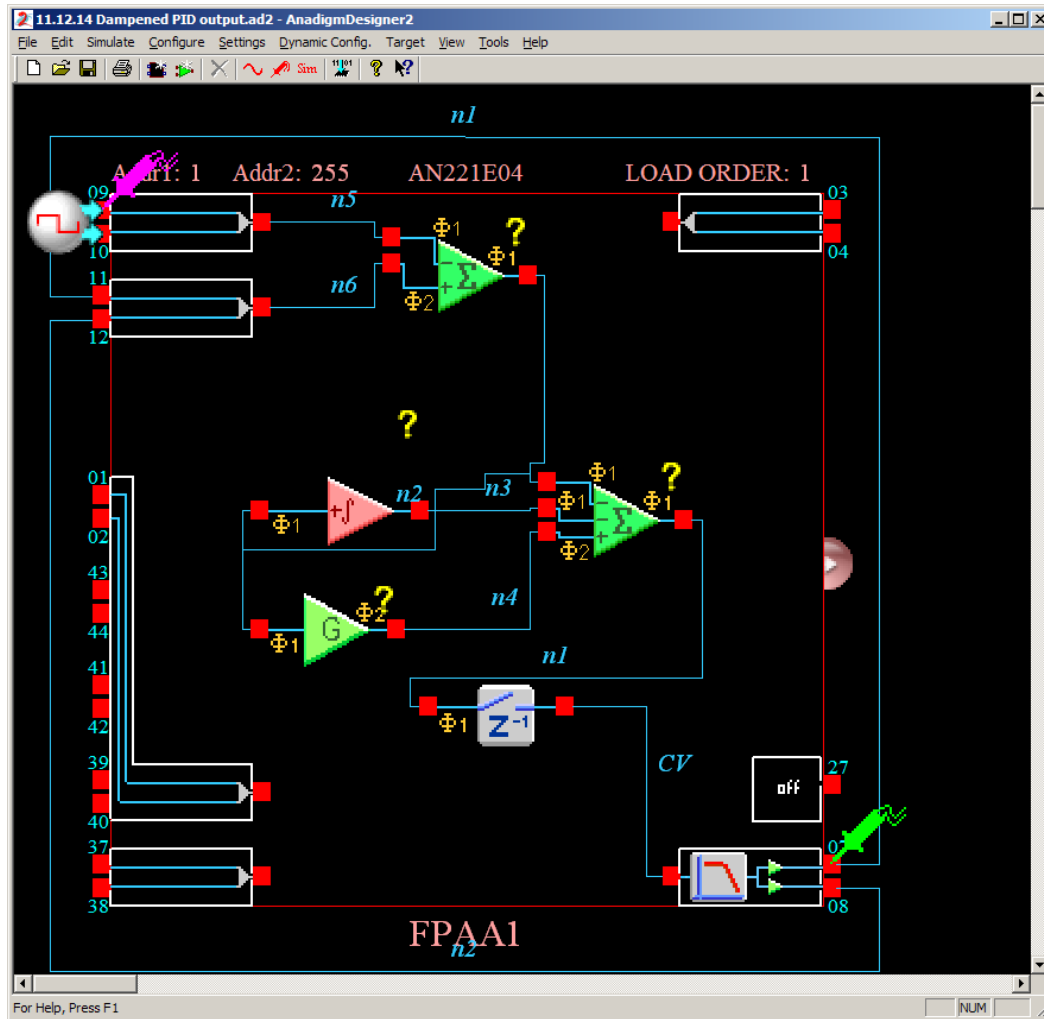 11.12.14 Dampened PID output.ad2 - AnadigmDesigner2
File Edit Simulate Configure Settings Dynamic Config. Target View Tools Help
Sim
n1
Addr1: 1 Addr2: 255 AN221E04 LOAD ORDER: 1
09 n5 03
Φ1 ?
Φ1
- Σ +
10 04
11 n6
Φ2
12
?
01 Φ1 ?
n2 n3 Φ1 Φ1
+∫ - - Σ +
Φ1
02 Φ2
43
n4
Φ2 ?
44 G
Φ1
41 n1
Φ1 Z⁻¹
42
CV
39 27
off
40
37 07
38 08
FPAA1
n2
For Help, Press F1 NUM